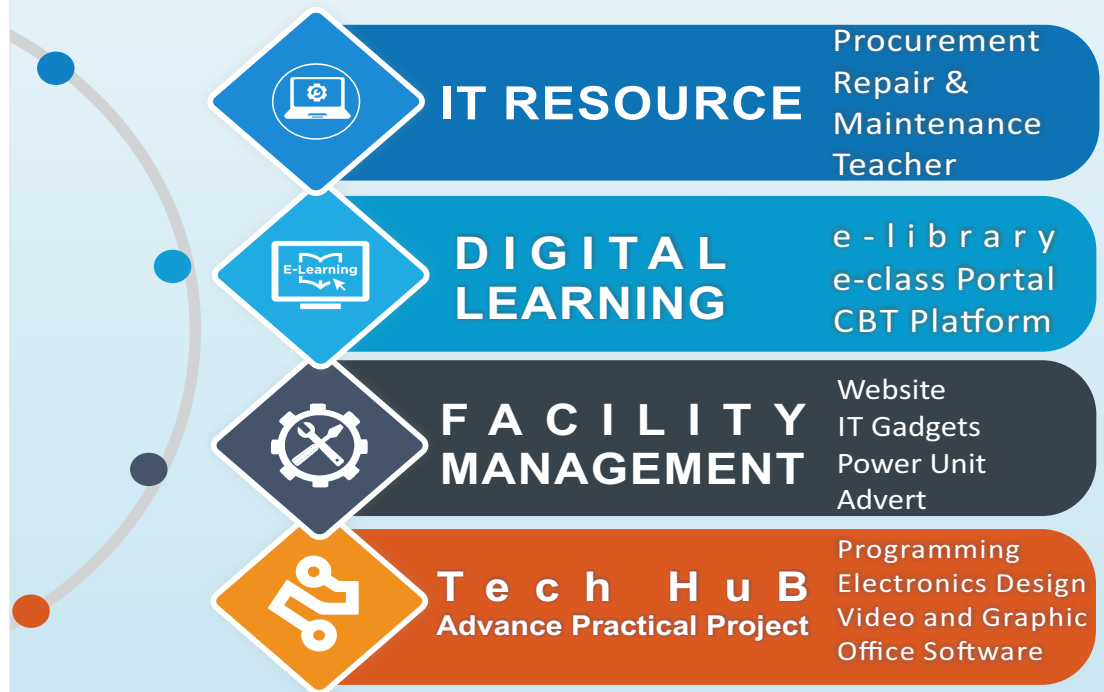 IT RESOURCE
Procurement
Repair &
Maintenance
Teacher
E-Learning
DIGITAL
LEARNING
e-library
e-class Portal
CBT Platform
FACILITY
MANAGEMENT
Website
IT Gadgets
Power Unit
Advert
Tech HuB
Advance Practical Project
Programming
Electronics Design
Video and Graphic
Office Software